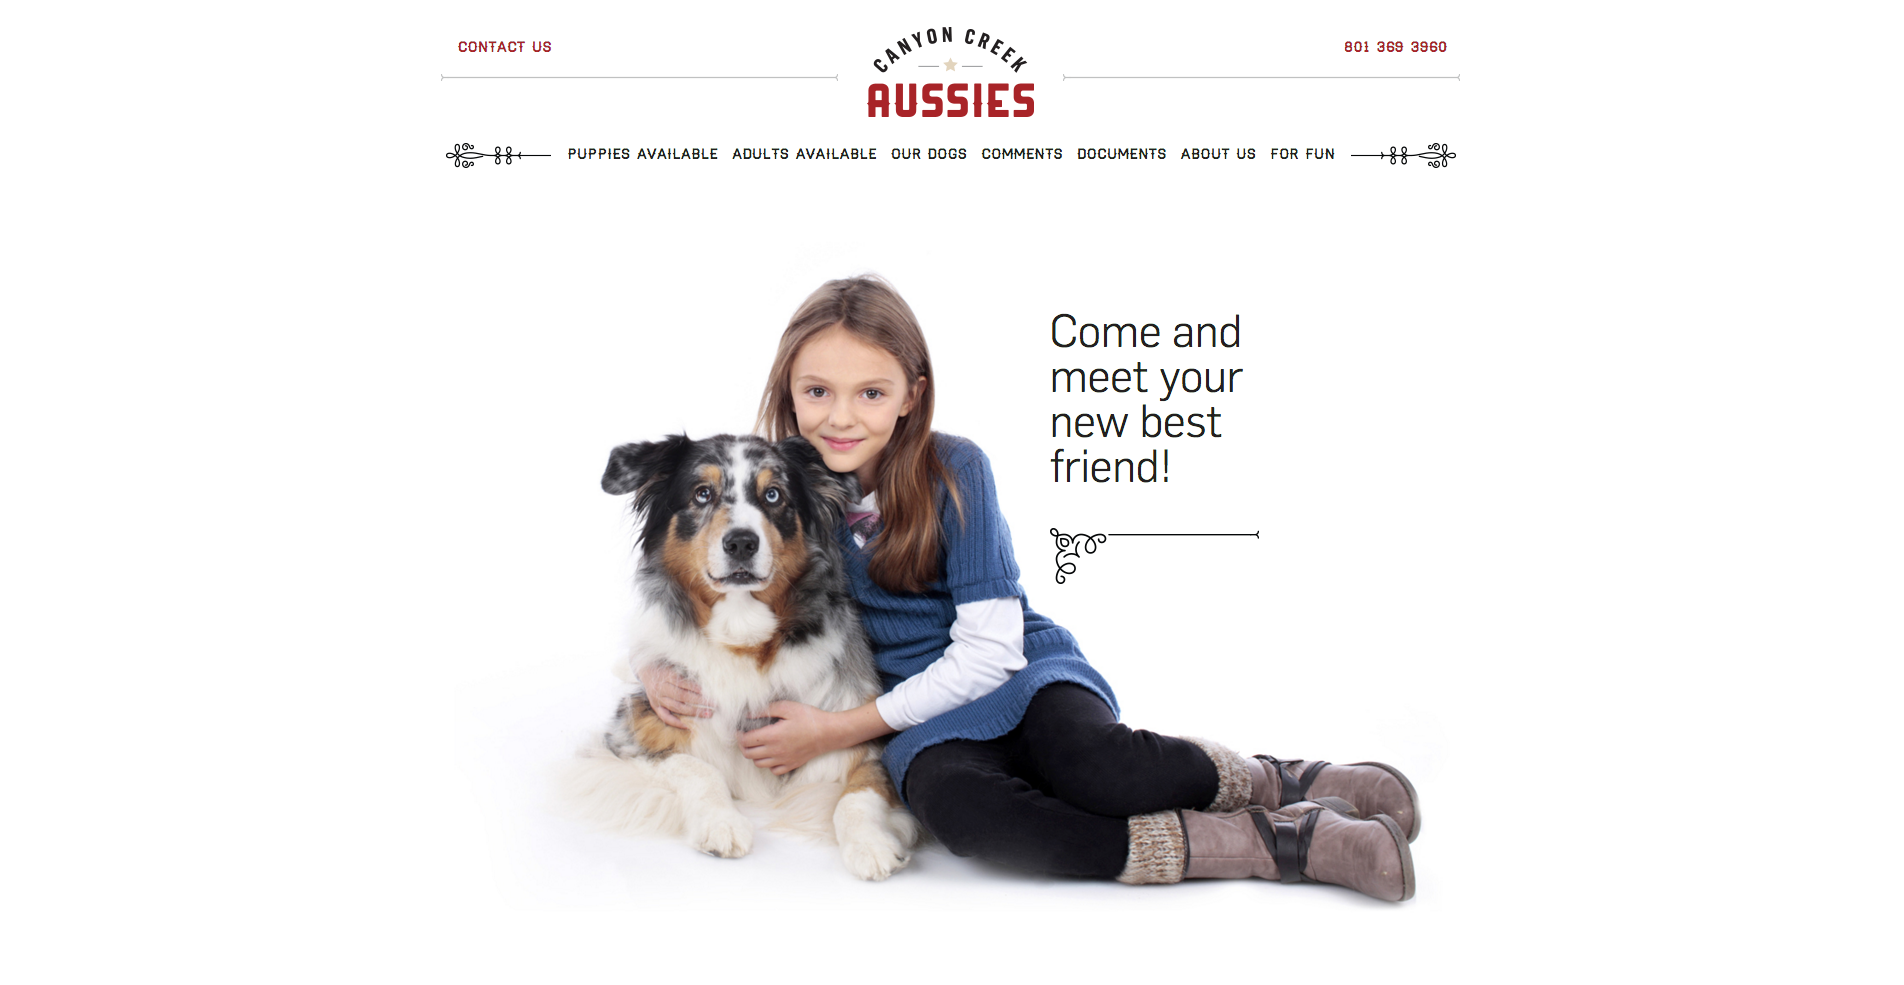 CONTACT US
CANYON CREEK
AUSSIES
801 369 3960
PUPPIES AVAILABLE ADULTS AVAILABLE OUR DOGS COMMENTS DOCUMENTS ABOUT US FOR FUN
Come and
meet your
new best
friend!